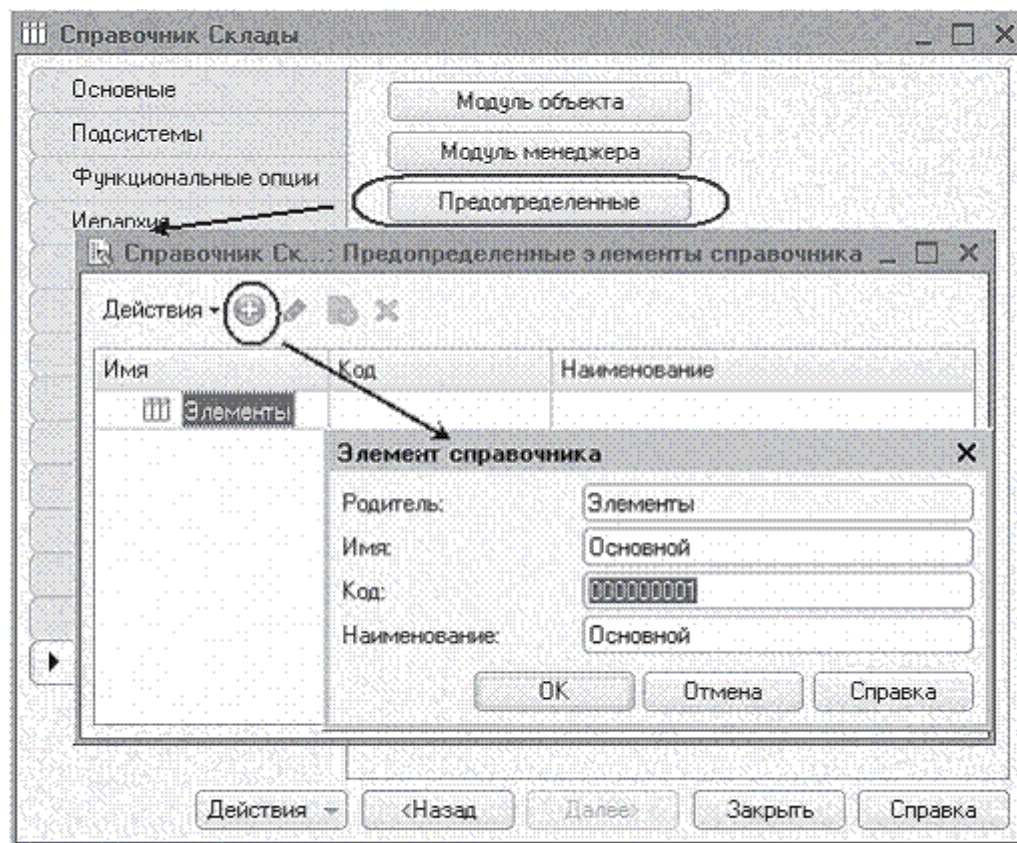 Справочник Склады
Основные
Модуль объекта
Подсистемы
Модуль менеджера
Функциональные опции
Предопределенные
Иерархия
Справочник Ск...: Предопределенные элементы справочника
Действия
Имя Код Наименование
Элементы
Элемент справочника
Родитель: Элементы
Имя: Основной
Код: 000000001
Наименование: Основной
OK Отмена Справка
Действия <Назад Далее> Закрыть Справка